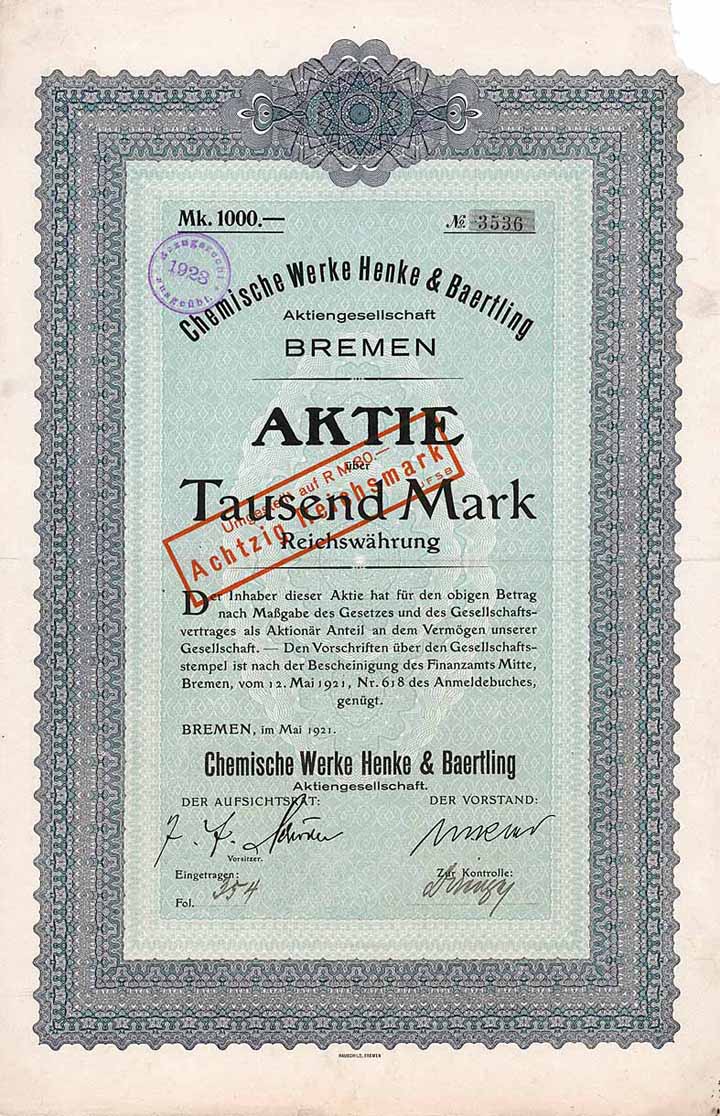 Mk. 1000.—
№ 3536
Bezugsrecht
1923
ausgeübt.
Chemische Werke Henke & Baertling
Aktiengesellschaft
BREMEN
AKTIE
über
Tausend Mark
Reichswährung
Umgestellt auf RM 80.—
Achtzig Reichsmark
Der Inhaber dieser Aktie hat für den obigen Betrag
nach Maßgabe des Gesetzes und des Gesellschafts-
vertrages als Aktionär Anteil an dem Vermögen unserer
Gesellschaft. — Den Vorschriften über den Gesellschafts-
stempel ist nach der Bescheinigung des Finanzamts Mitte,
Bremen, vom 12. Mai 1921, Nr. 618 des Anmeldebuches,
genügt.
BREMEN, im Mai 1921.
Chemische Werke Henke & Baertling
Aktiengesellschaft.
DER AUFSICHTSRAT:
DER VORSTAND:
Vorsitzer.
Eingetragen:
Zur Kontrolle:
Fol. 354
RAUSCHILD, BREMEN